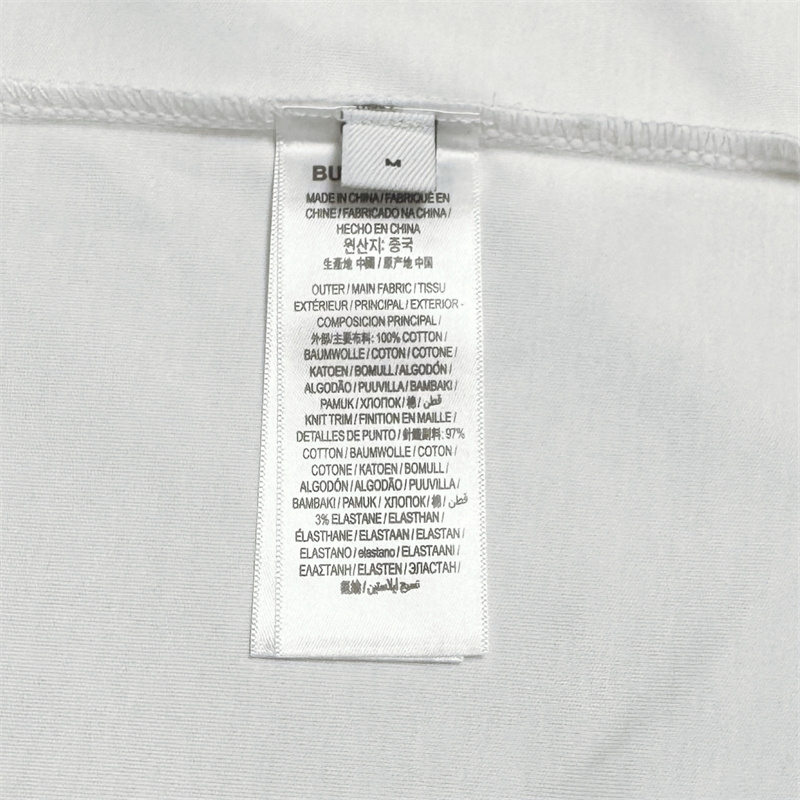 M
BU
MADE IN CHINA / FABRIQUÉ EN
CHINE / FABRICADO NA CHINA /
HECHO EN CHINA
원산지: 중국
生產地 中國 / 原产地 中国
OUTER / MAIN FABRIC / TISSU
EXTÉRIEUR / PRINCIPAL / EXTERIOR -
COMPOSICION PRINCIPAL /
外部/主要布料: 100% COTTON /
BAUMWOLLE / COTON / COTONE /
KATOEN / BOMULL / ALGODÓN /
ALGODÃO / PUUVILLA / BAMBAKI /
PAMUK / ХЛОПОК / 棉 / قطن
KNIT TRIM / FINITION EN MAILLE /
DETALLES DE PUNTO / 針織副料: 97%
COTTON / BAUMWOLLE / COTON /
COTONE / KATOEN / BOMULL /
ALGODÓN / ALGODÃO / PUUVILLA /
BAMBAKI / PAMUK / ХЛОПОК / 棉 / قطن
3% ELASTANE / ELASTHAN /
ÉLASTHANE / ELASTAAN / ELASTAN /
ELASTANO / elastano / ELASTAANI /
ΕΛΑΣΤΑΝΗ / ELASTEN / ЭЛАСТАН /
/ نسيج ايلاستين